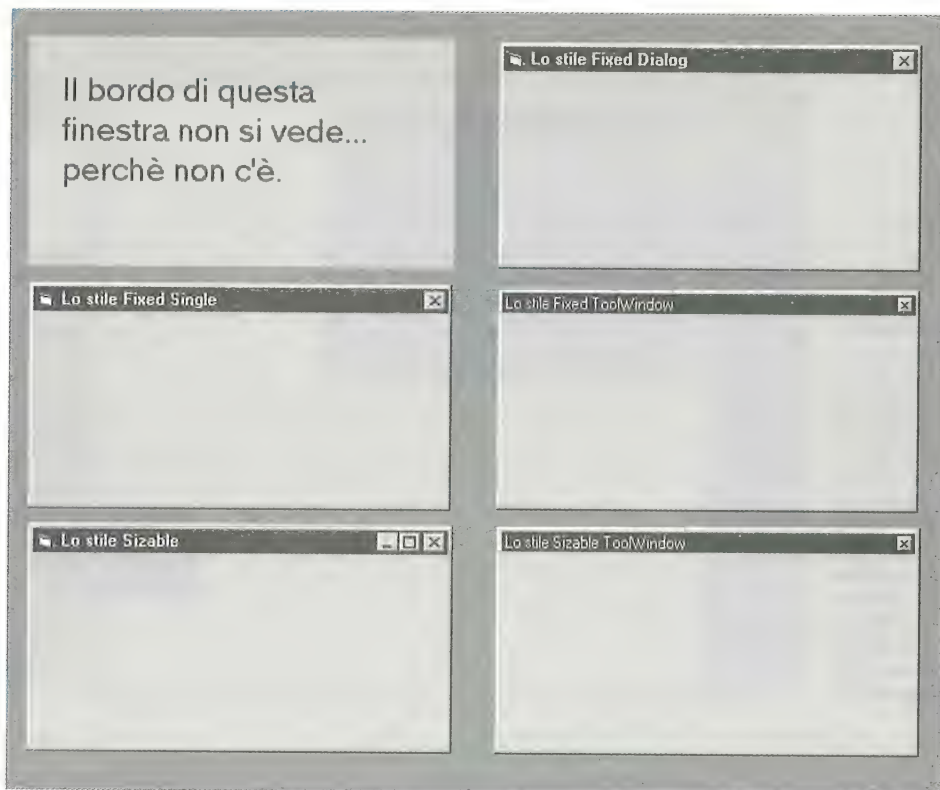 Il bordo di questa
finestra non si vede...
perchè non c'è.
Lo stile Fixed Dialog
Lo stile Fixed Single
Lo stile Fixed ToolWindow
Lo stile Sizable
Lo stile Sizable ToolWindow